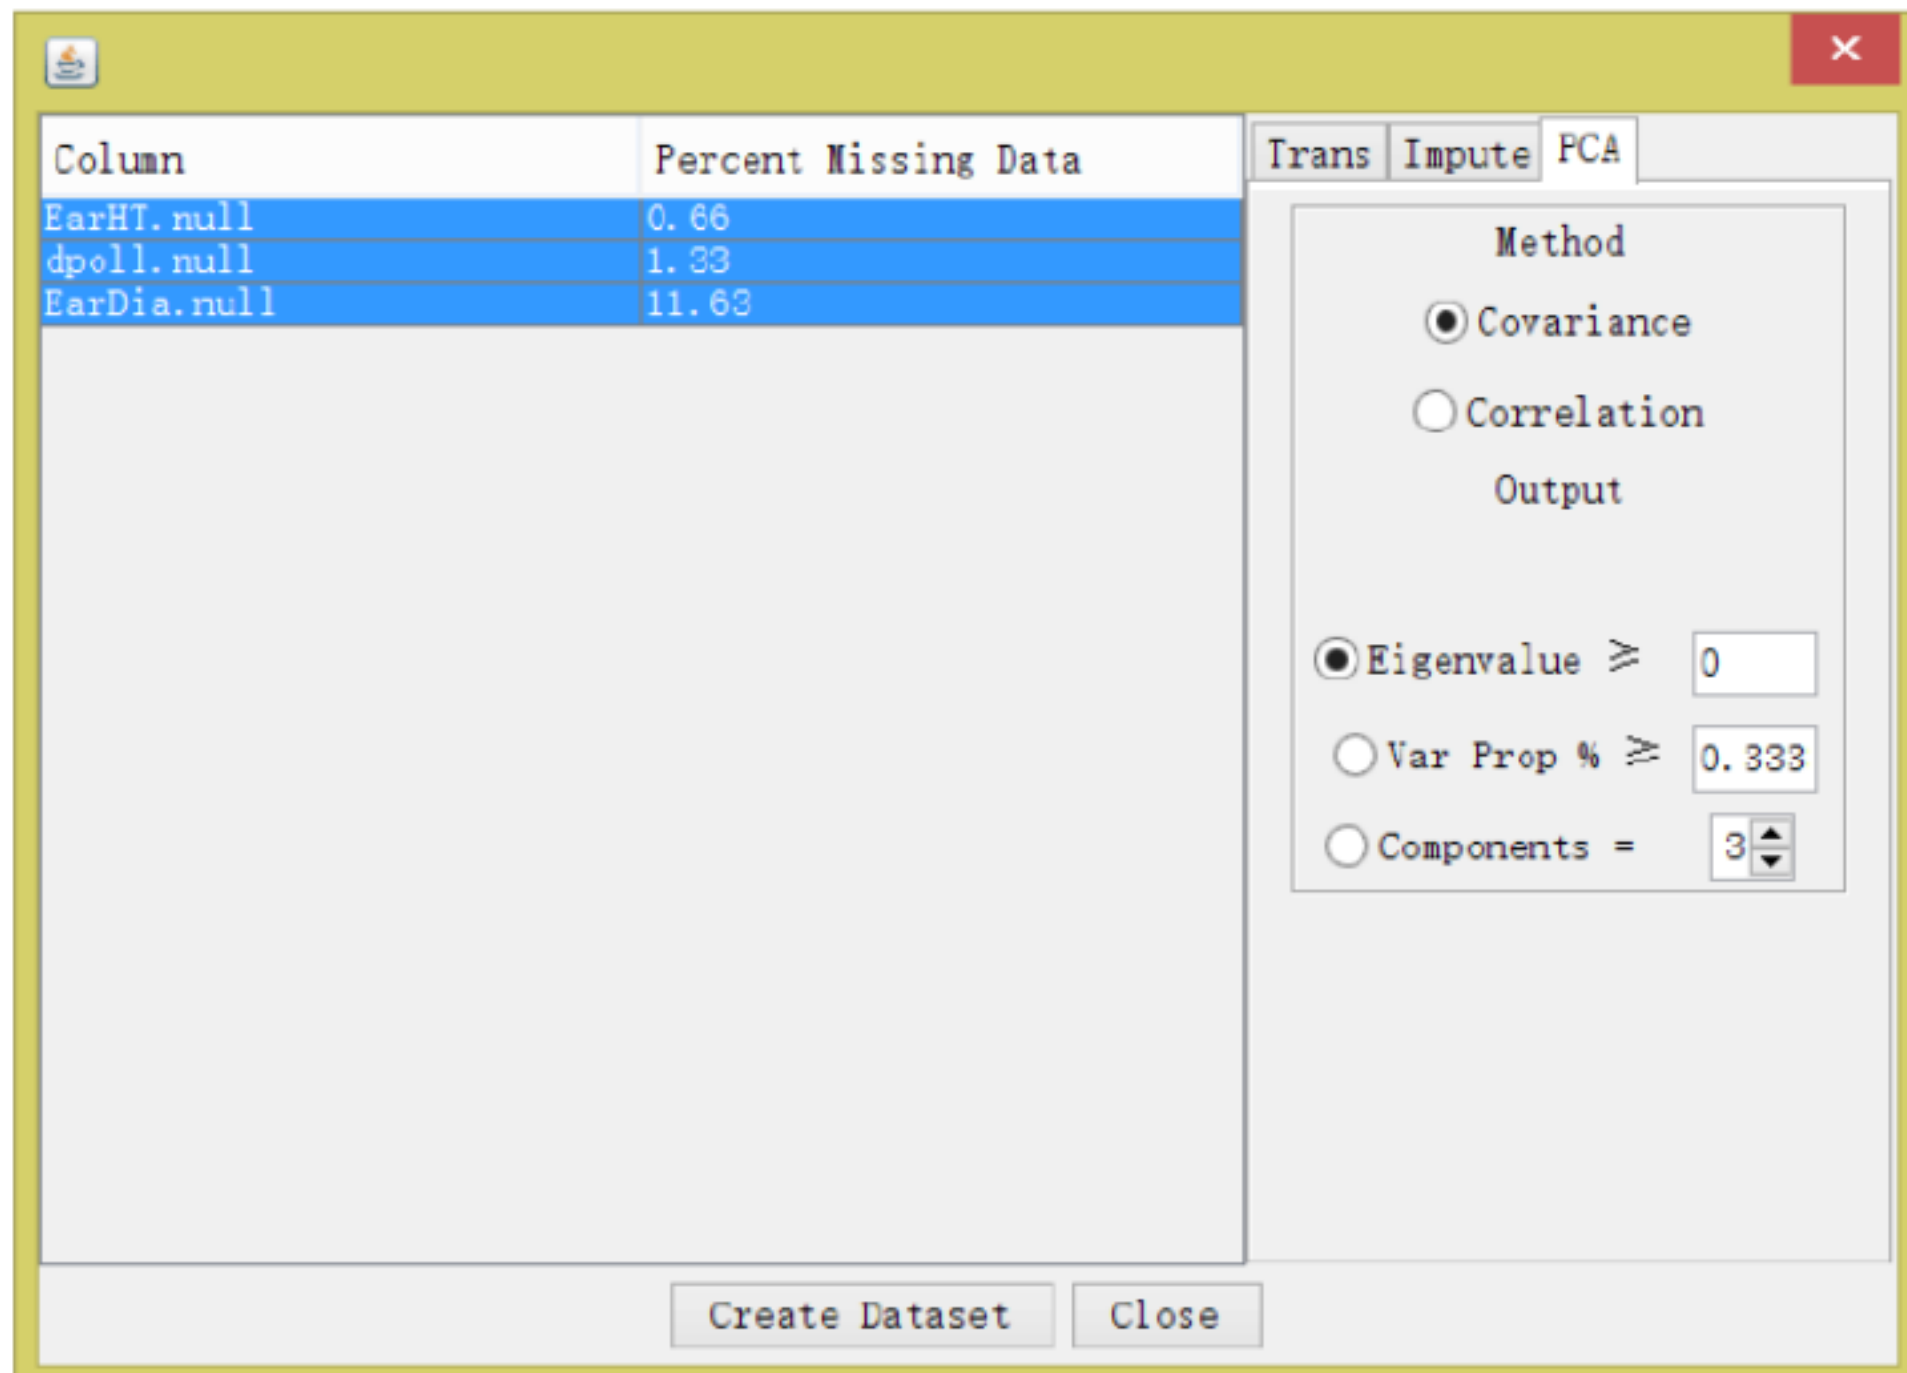 Column Percent Missing Data
EarHT.null 0.66
dpoll.null 1.33
EarDia.null 11.63
Trans Impute PCA
Method
Covariance
Correlation
Output
Eigenvalue ≥ 0
Var Prop % ≥ 0.333
Components = 3
Create Dataset Close